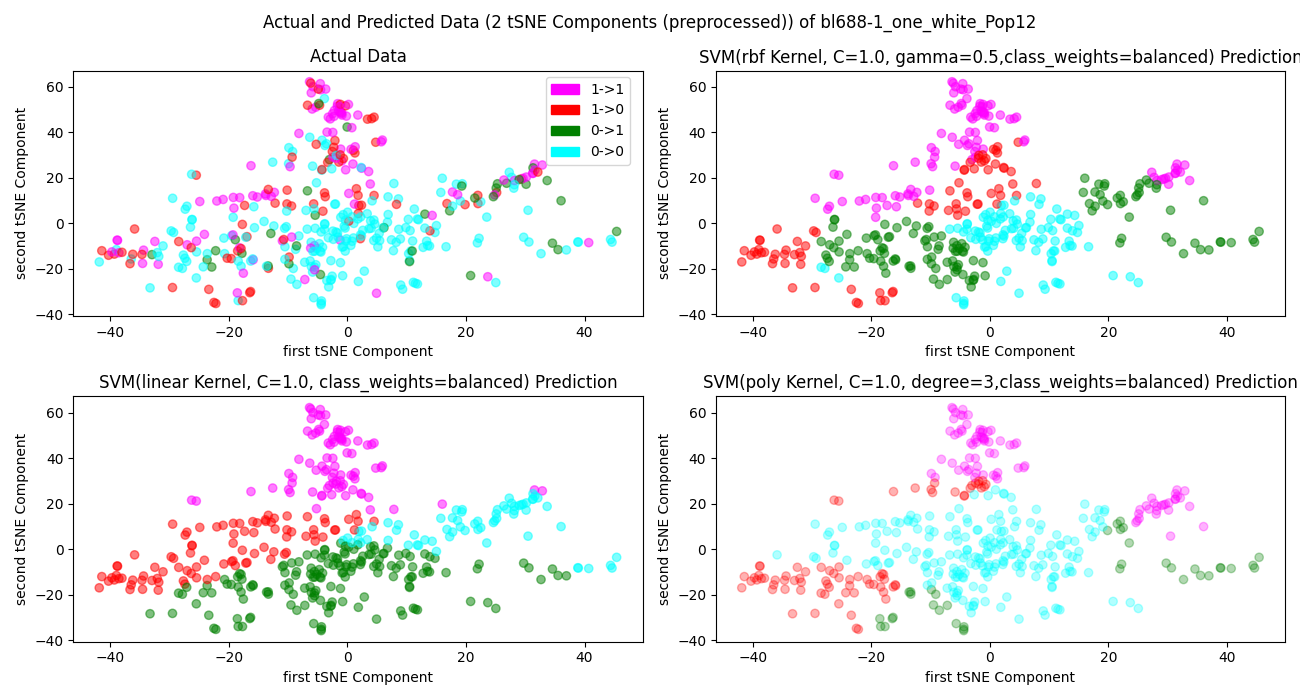 Actual and Predicted Data (2 tSNE Components (preprocessed)) of bl688-1_one_white_Pop12
Actual Data
60
40
20
0
−20
−40
second tSNE Component
−40 −20 0 20 40
first tSNE Component
1->1
1->0
0->1
0->0
SVM(rbf Kernel, C=1.0, gamma=0.5,class_weights=balanced) Prediction
60
40
20
0
−20
−40
second tSNE Component
−40 −20 0 20 40
first tSNE Component
SVM(linear Kernel, C=1.0, class_weights=balanced) Prediction
60
40
20
0
−20
−40
second tSNE Component
−40 −20 0 20 40
first tSNE Component
SVM(poly Kernel, C=1.0, degree=3,class_weights=balanced) Prediction
60
40
20
0
−20
−40
second tSNE Component
−40 −20 0 20 40
first tSNE Component